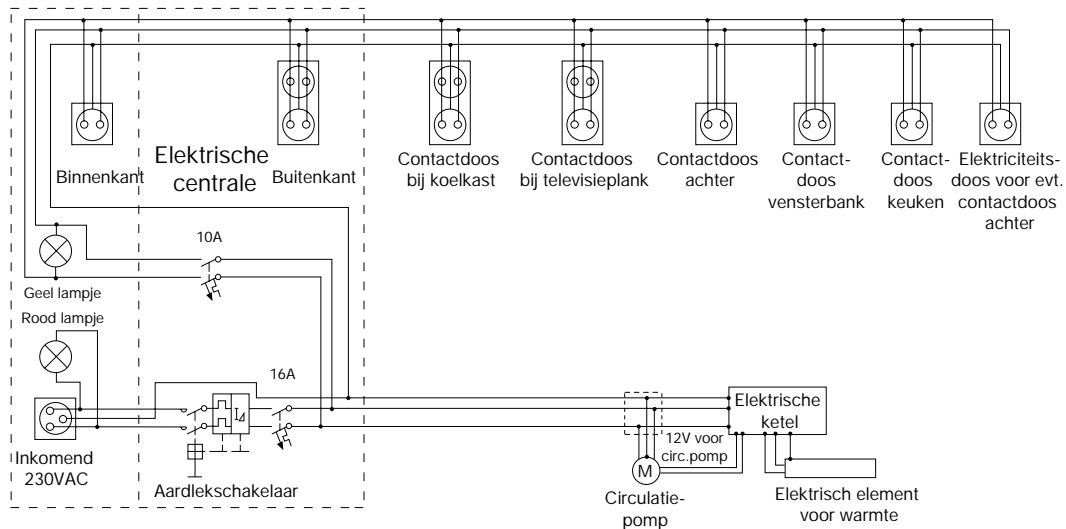 Binnenkant
Elektrische
centrale
Buitenkant
Contactdoos
bij koelkast
Contactdoos
bij televisieplank
Contactdoos
achter
Contact-
doos
vensterbank
Contact-
doos
keuken
Elektriciteits-
doos voor evt.
contactdoos
achter
10A
Geel lampje
Rood lampje
16A
I⊿
Inkomend
230VAC
Aardlekschakelaar
Elektrische
ketel
12V voor
circ.pomp
M
Circulatie-
pomp
Elektrisch element
voor warmte